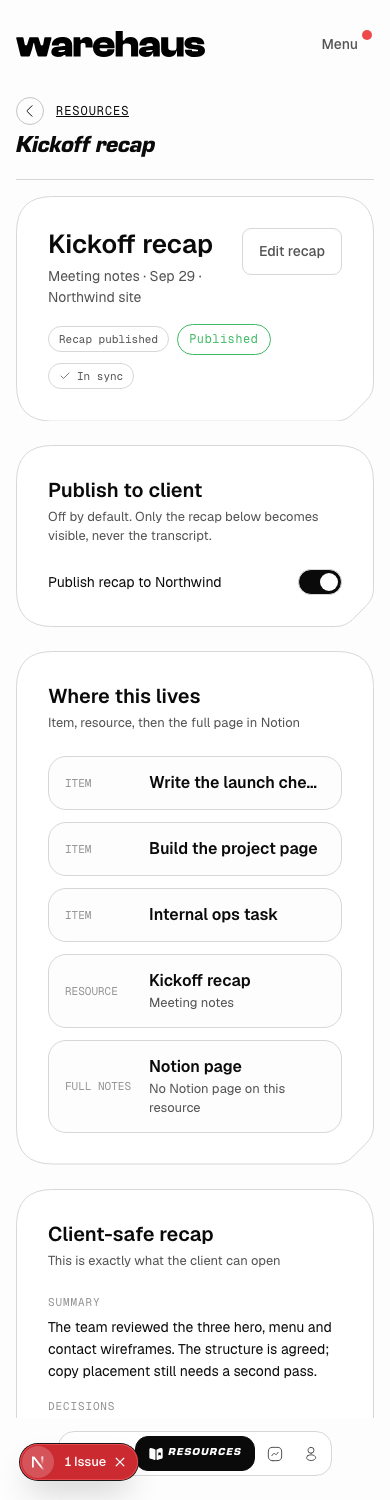 warehaus
Menu
RESOURCES
Kickoff recap
Kickoff recap
Edit recap
Meeting notes · Sep 29 ·
Northwind site
Recap published
Published
In sync
Publish to client
Off by default. Only the recap below becomes
visible, never the transcript.
Publish recap to Northwind
Where this lives
Item, resource, then the full page in Notion
ITEM
Write the launch che...
ITEM
Build the project page
ITEM
Internal ops task
RESOURCE
Kickoff recap
Meeting notes
FULL NOTES
Notion page
No Notion page on this
resource
Client-safe recap
This is exactly what the client can open
SUMMARY
The team reviewed the three hero, menu and
contact wireframes. The structure is agreed;
copy placement still needs a second pass.
DECISIONS
N
1 Issue
RESOURCES